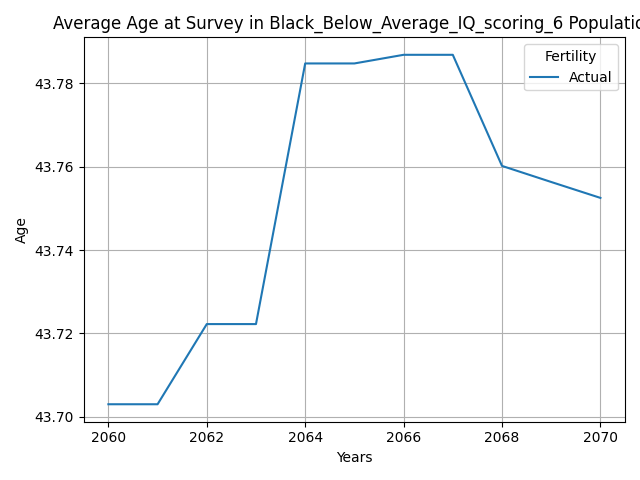 Average Age at Survey in Black_Below_Average_IQ_scoring_6 Populatio
Fertility
Actual
43.78
43.76
43.74
43.72
43.70
Age
2060 2062 2064 2066 2068 2070
Years